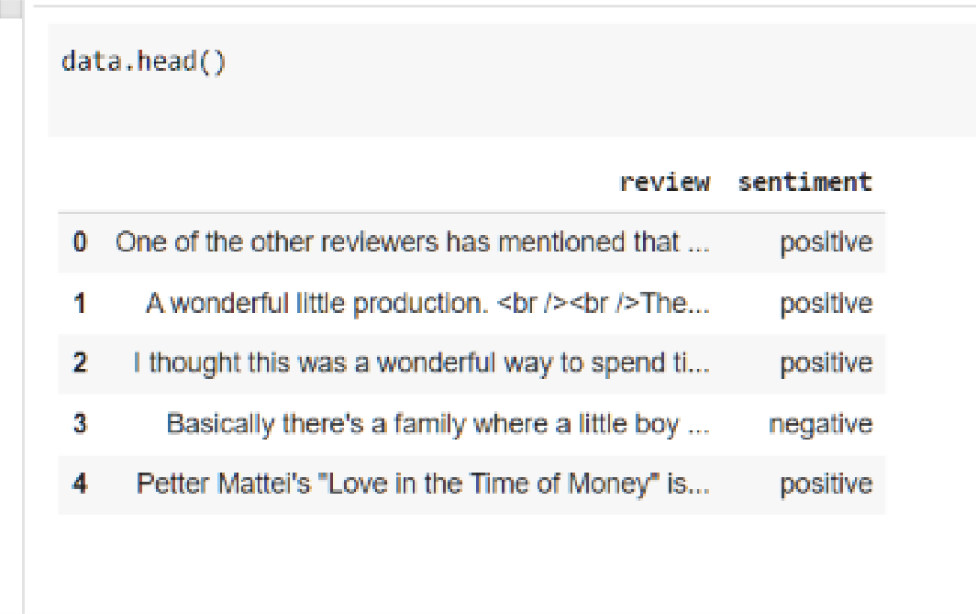 data.head()
review sentiment
0 One of the other reviewers has mentioned that ... positive
1 A wonderful little production. <br /><br />The... positive
2 I thought this was a wonderful way to spend ti... positive
3 Basically there's a family where a little boy ... negative
4 Petter Mattei's "Love in the Time of Money" is... positive